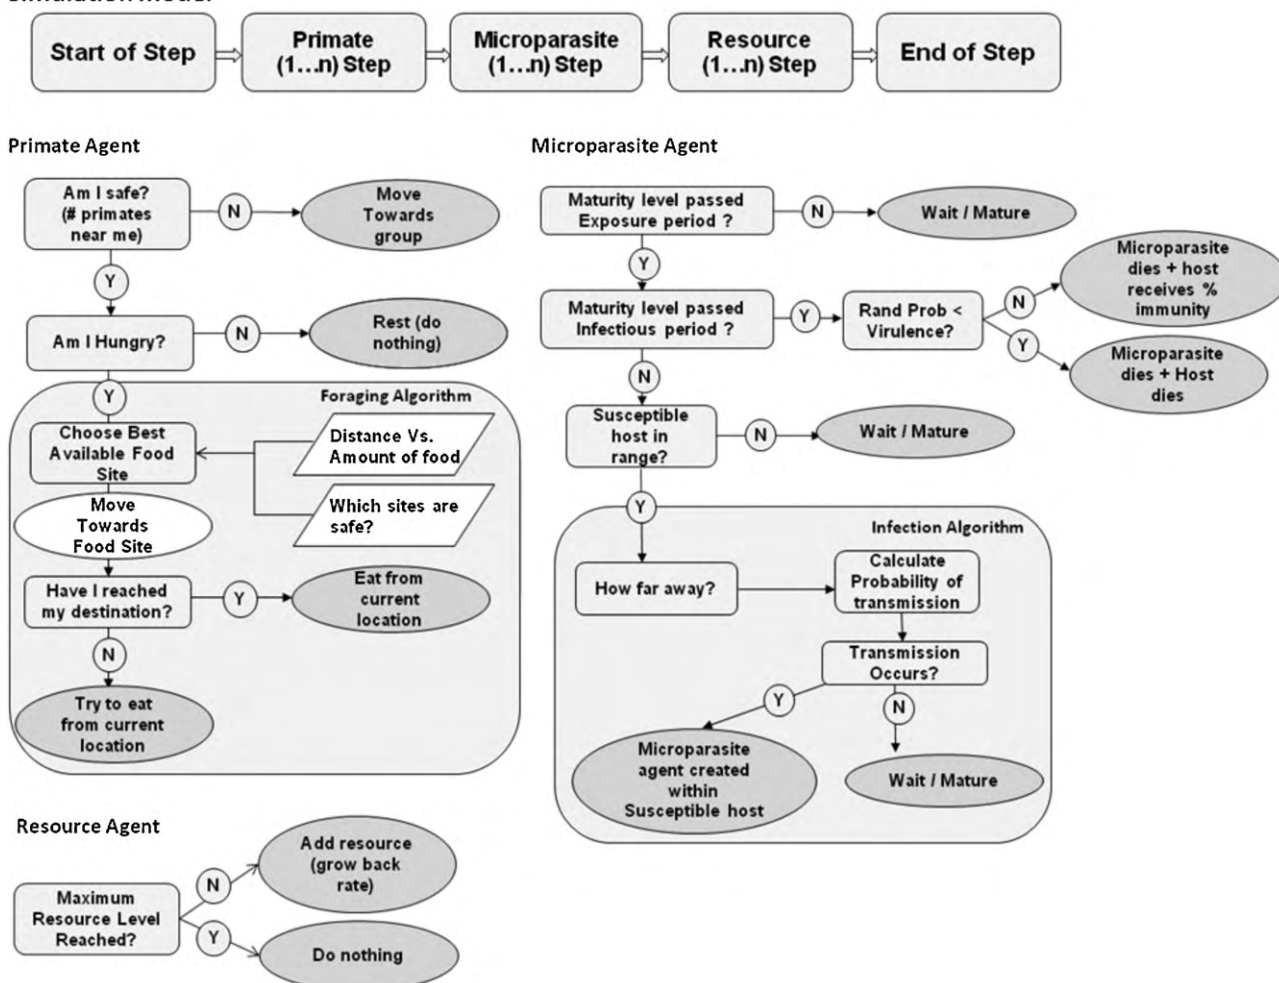 Simulation Model
Start of Step
Primate
(1...n) Step
Microparasite
(1...n) Step
Resource
(1...n) Step
End of Step
Primate Agent
Am I safe?
(# primates
near me)
N
Move
Towards
group
Y
Am I Hungry?
N
Rest (do
nothing)
Y
Foraging Algorithm
Choose Best
Available Food
Site
Distance Vs.
Amount of food
Which sites are
safe?
Move
Towards
Food Site
Have I reached
my destination?
Y
Eat from
current
location
N
Try to eat
from current
location
Microparasite Agent
Maturity level passed
Exposure period ?
N
Wait / Mature
Y
Maturity level passed
Infectious period ?
Y
Rand Prob <
Virulence?
N
Microparasite
dies + host
receives %
immunity
Y
Microparasite
dies + Host
dies
N
Susceptible
host in
range?
N
Wait / Mature
Y
Infection Algorithm
How far away?
Calculate
Probability of
transmission
Transmission
Occurs?
Y
N
Microparasite
agent created
within
Susceptible host
Wait / Mature
Resource Agent
Maximum
Resource Level
Reached?
N
Add resource
(grow back
rate)
Y
Do nothing